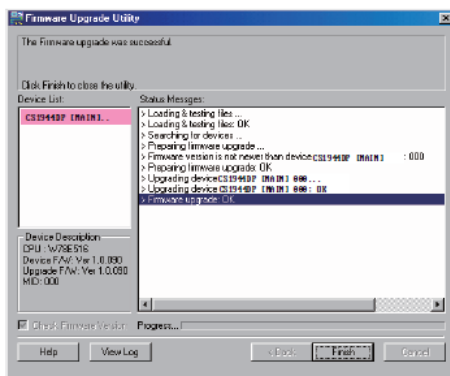 Firmware Upgrade Utility
The Firmware upgrade was successful.
Click Finish to close the utility.
Device List:
CS1944DP [MAIN]..
Status Messges:
> Loading & testing files ...
> Loading & testing files: OK
> Searching for devices ...
> Preparing firmware upgrade ...
> Firmware version is not newer than device CS1944DP [MAIN] : 000
> Preparing firmware upgrade: OK
> Upgrading device CS1944DP [MAIN] 000...
> Upgrading device CS1944DP [MAIN] 000: OK
> Firmware upgrade: OK
Device Description
CPU : W78E516
Device F/W: Ver 1.0.090
Upgrade F/W: Ver 1.0.090
MID: 000
Check Firmware Version
Progress...
Help
View Log
< Back
Finish
Cancel